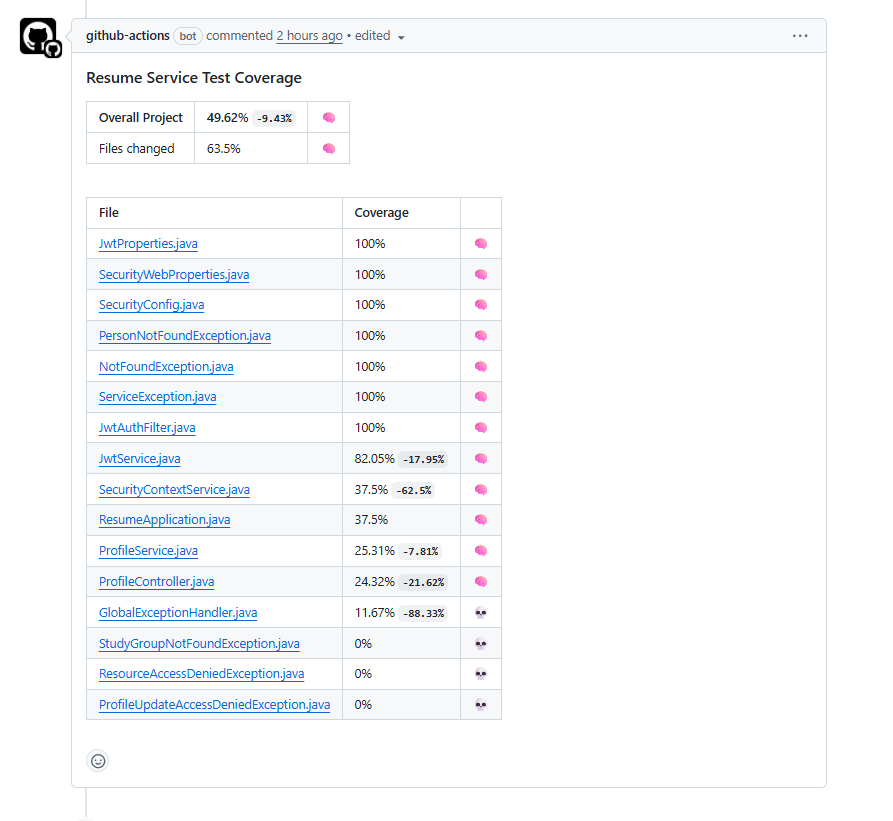 github-actions bot commented 2 hours ago • edited
Resume Service Test Coverage
Overall Project 49.62% -9.43%
Files changed 63.5%
File Coverage
JwtProperties.java 100%
SecurityWebProperties.java 100%
SecurityConfig.java 100%
PersonNotFoundException.java 100%
NotFoundException.java 100%
ServiceException.java 100%
JwtAuthFilter.java 100%
JwtService.java 82.05% -17.95%
SecurityContextService.java 37.5% -62.5%
ResumeApplication.java 37.5%
ProfileService.java 25.31% -7.81%
ProfileController.java 24.32% -21.62%
GlobalExceptionHandler.java 11.67% -88.33%
StudyGroupNotFoundException.java 0%
ResourceAccessDeniedException.java 0%
ProfileUpdateAccessDeniedException.java 0%